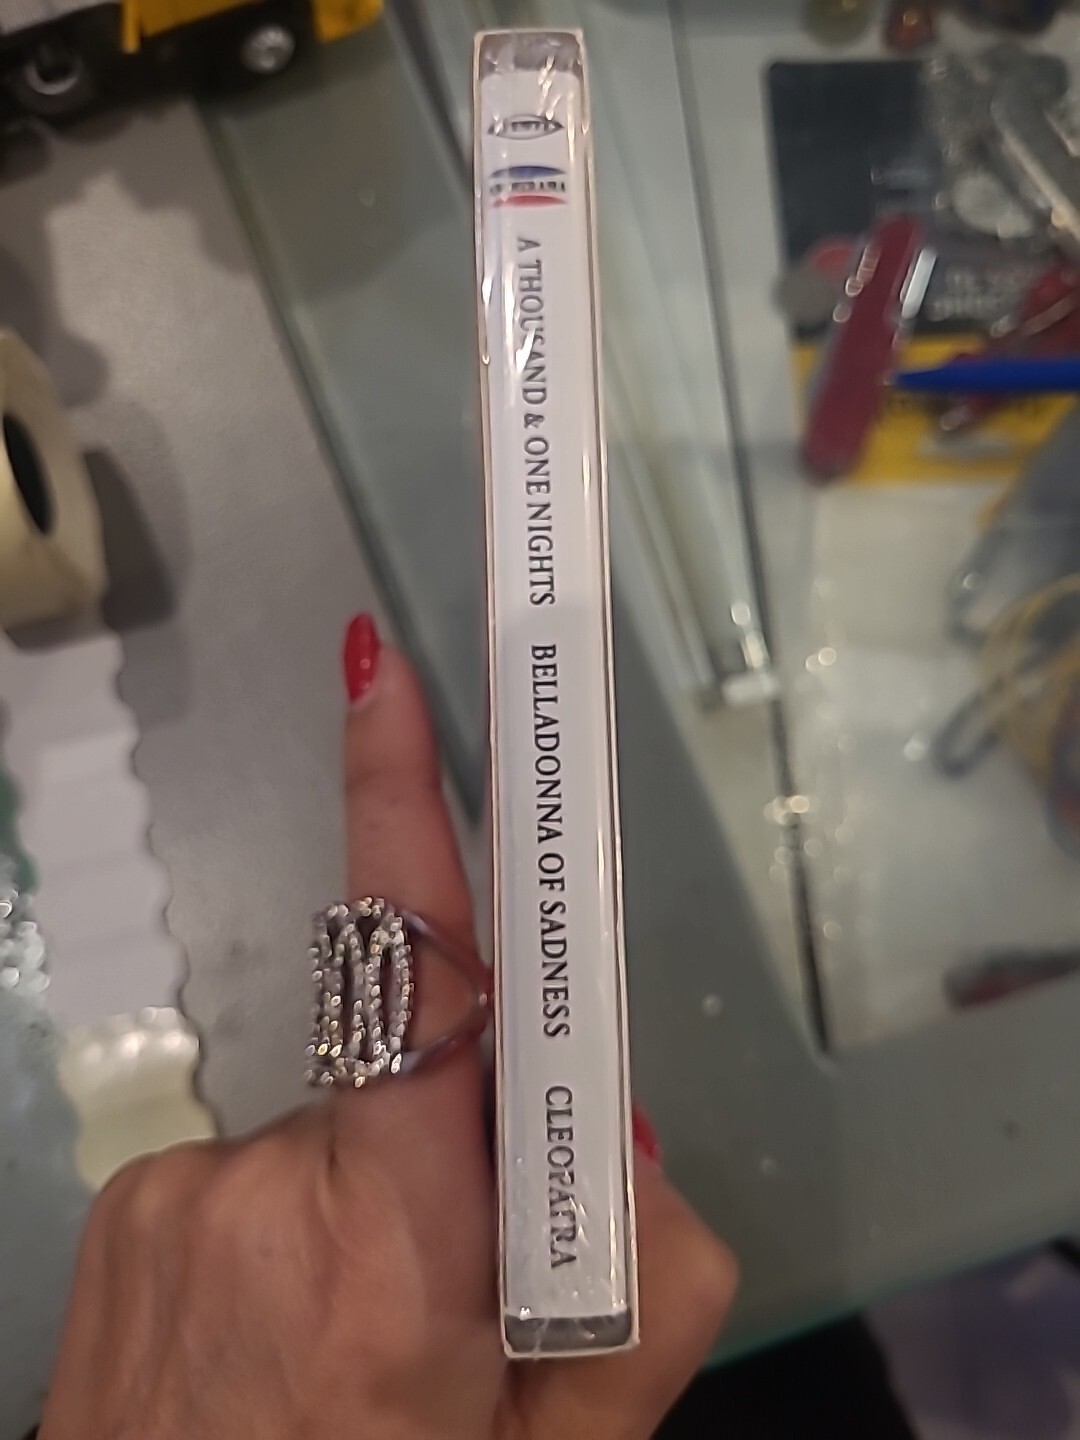 A THOUSAND & ONE NIGHTS
BELLADONNA OF SADNESS
CLEOPATRA